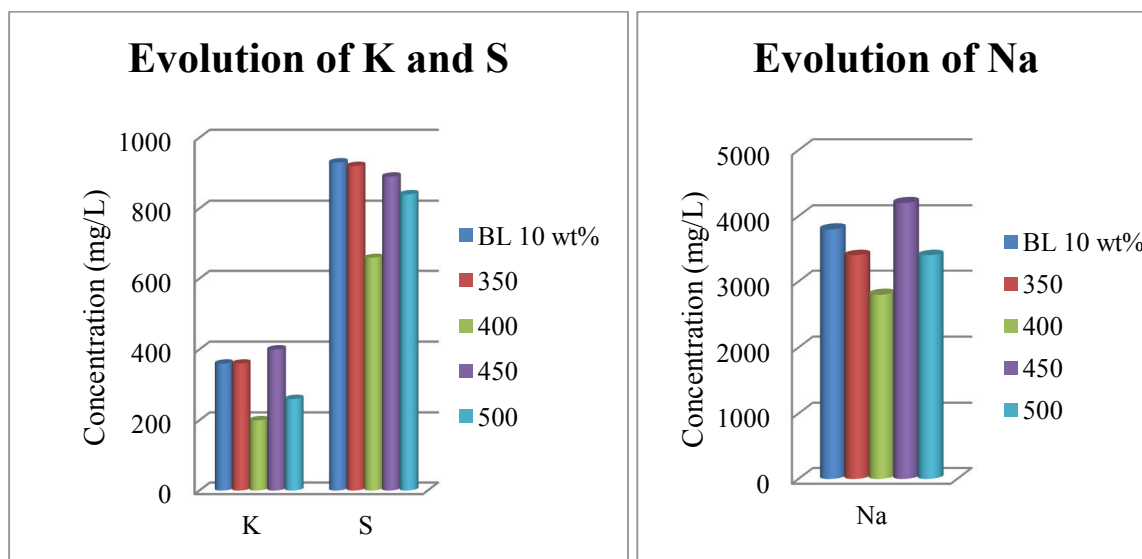 Evolution of K and S
Concentration (mg/L)
1000
800
600
400
200
0
K
S
BL 10 wt%
350
400
450
500
Evolution of Na
Concentration (mg/L)
5000
4000
3000
2000
1000
0
Na
BL 10 wt%
350
400
450
500